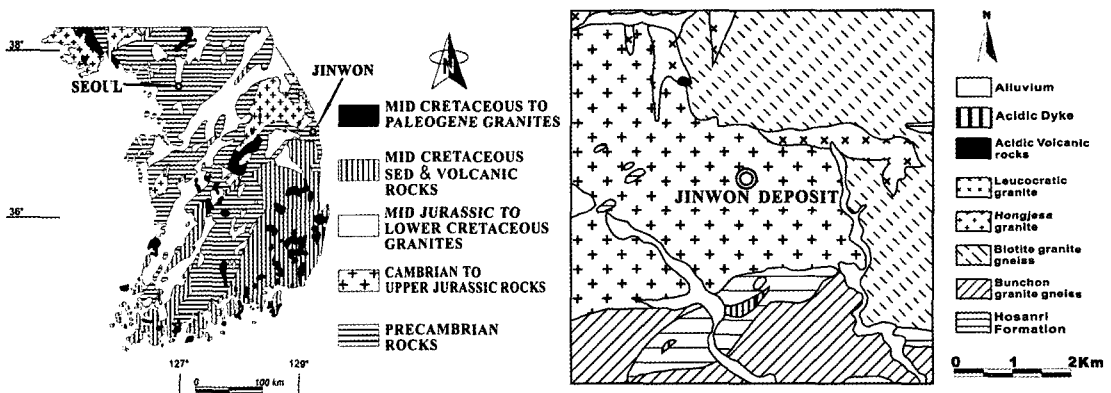 38°
SEOUL
JINWON
36°
127°
129°
0
100 km
N
MID CRETACEOUS TO
PALEOGENE GRANITES
MID CRETACEOUS
SED & VOLCANIC
ROCKS
MID JURASSIC TO
LOWER CRETACEOUS
GRANITES
CAMBRIAN TO
UPPER JURASSIC ROCKS
PRECAMBRIAN
ROCKS
JINWON DEPOSIT
N
Alluvium
Acidic Dyke
Acidic Volcanic
rocks
Leucocratic
granite
Hongjesa
granite
Biotite granite
gneiss
Bunchon
granite gneiss
Hosanri
Formation
0 1 2Km